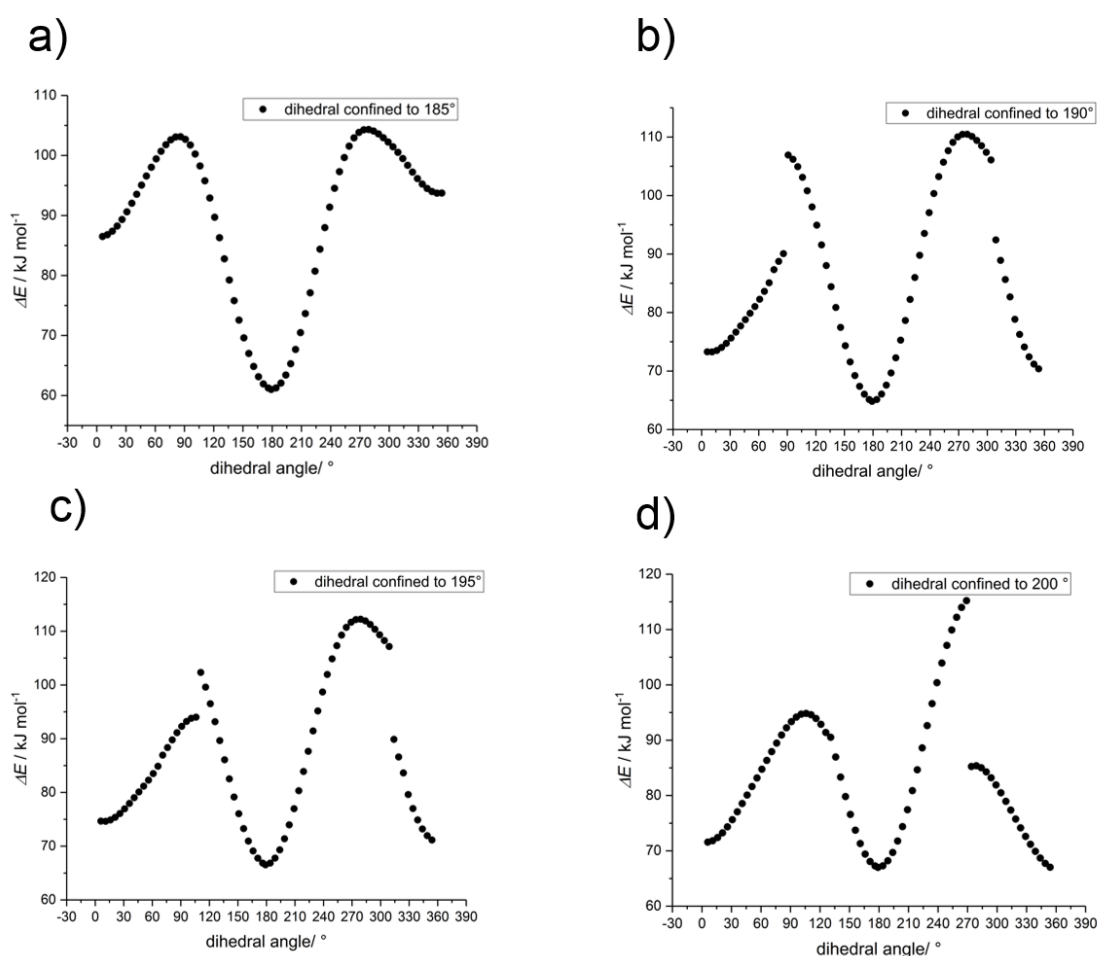 a)
dihedral confined to 185°
110
100
90
80
70
60
ΔE / kJ mol-1
-30 0 30 60 90 120 150 180 210 240 270 300 330 360 390
dihedral angle/ °
b)
dihedral confined to 190°
110
100
90
80
70
60
ΔE / kJ mol-1
-30 0 30 60 90 120 150 180 210 240 270 300 330 360 390
dihedral angle/ °
c)
dihedral confined to 195°
120
110
100
90
80
70
60
ΔE / kJ mol-1
-30 0 30 60 90 120 150 180 210 240 270 300 330 360 390
dihedral angle/ °
d)
dihedral confined to 200 °
120
110
100
90
80
70
60
ΔE / kJ mol-1
-30 0 30 60 90 120 150 180 210 240 270 300 330 360 390
dihedral angle/ °